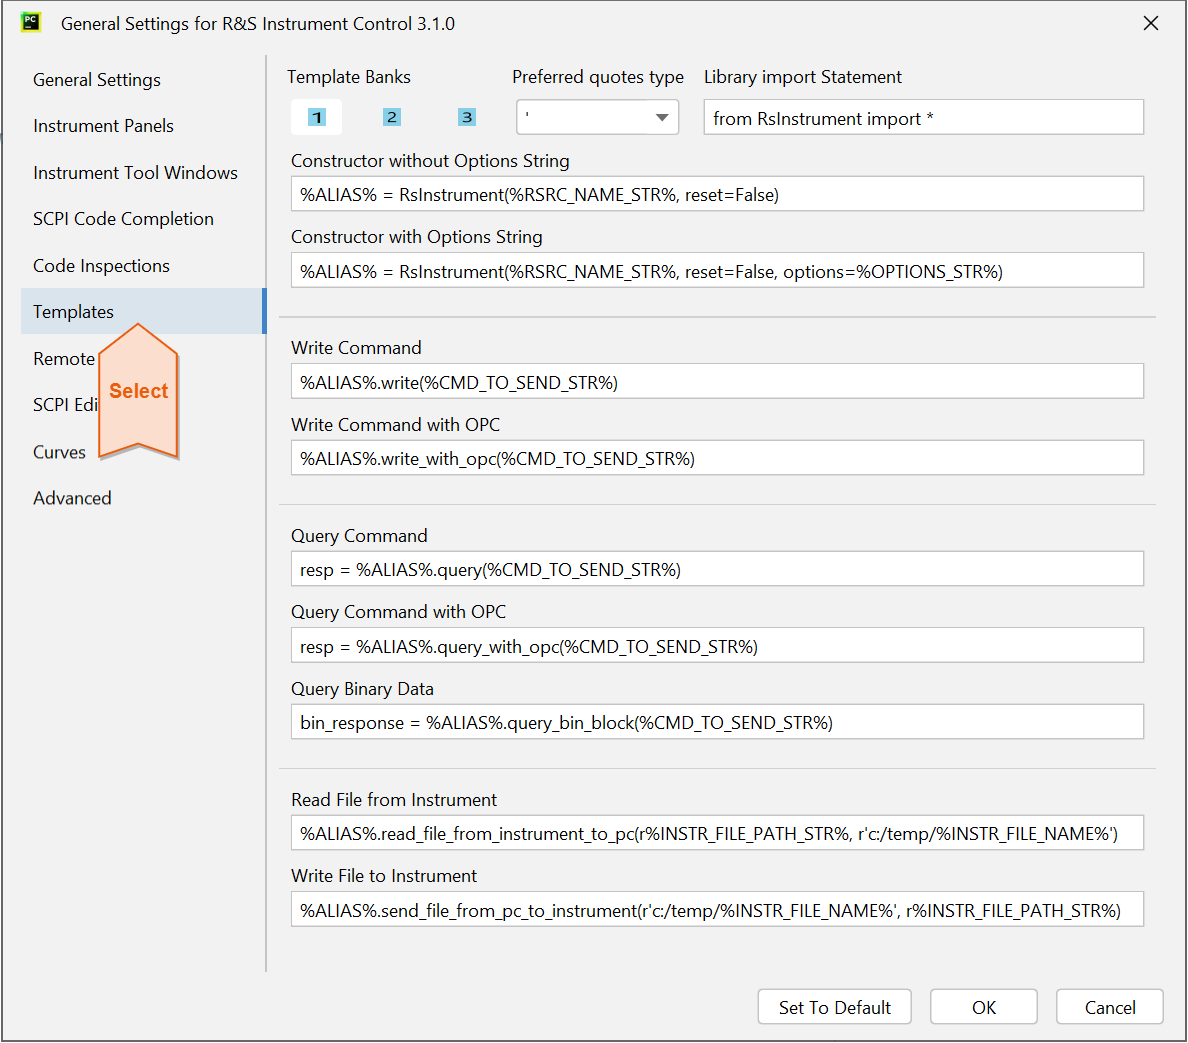 PC
General Settings for R&S Instrument Control 3.1.0
General Settings
Instrument Panels
Instrument Tool Windows
SCPI Code Completion
Code Inspections
Templates
Remote
SCPI Edi
Curves
Advanced
Select
Template Banks
Preferred quotes type
Library import Statement
1
2
3
'
from RsInstrument import *
Constructor without Options String
%ALIAS% = RsInstrument(%RSRC_NAME_STR%, reset=False)
Constructor with Options String
%ALIAS% = RsInstrument(%RSRC_NAME_STR%, reset=False, options=%OPTIONS_STR%)
Write Command
%ALIAS%.write(%CMD_TO_SEND_STR%)
Write Command with OPC
%ALIAS%.write_with_opc(%CMD_TO_SEND_STR%)
Query Command
resp = %ALIAS%.query(%CMD_TO_SEND_STR%)
Query Command with OPC
resp = %ALIAS%.query_with_opc(%CMD_TO_SEND_STR%)
Query Binary Data
bin_response = %ALIAS%.query_bin_block(%CMD_TO_SEND_STR%)
Read File from Instrument
%ALIAS%.read_file_from_instrument_to_pc(r%INSTR_FILE_PATH_STR%, r'c:/temp/%INSTR_FILE_NAME%')
Write File to Instrument
%ALIAS%.send_file_from_pc_to_instrument(r'c:/temp/%INSTR_FILE_NAME%', r%INSTR_FILE_PATH_STR%)
Set To Default
OK
Cancel